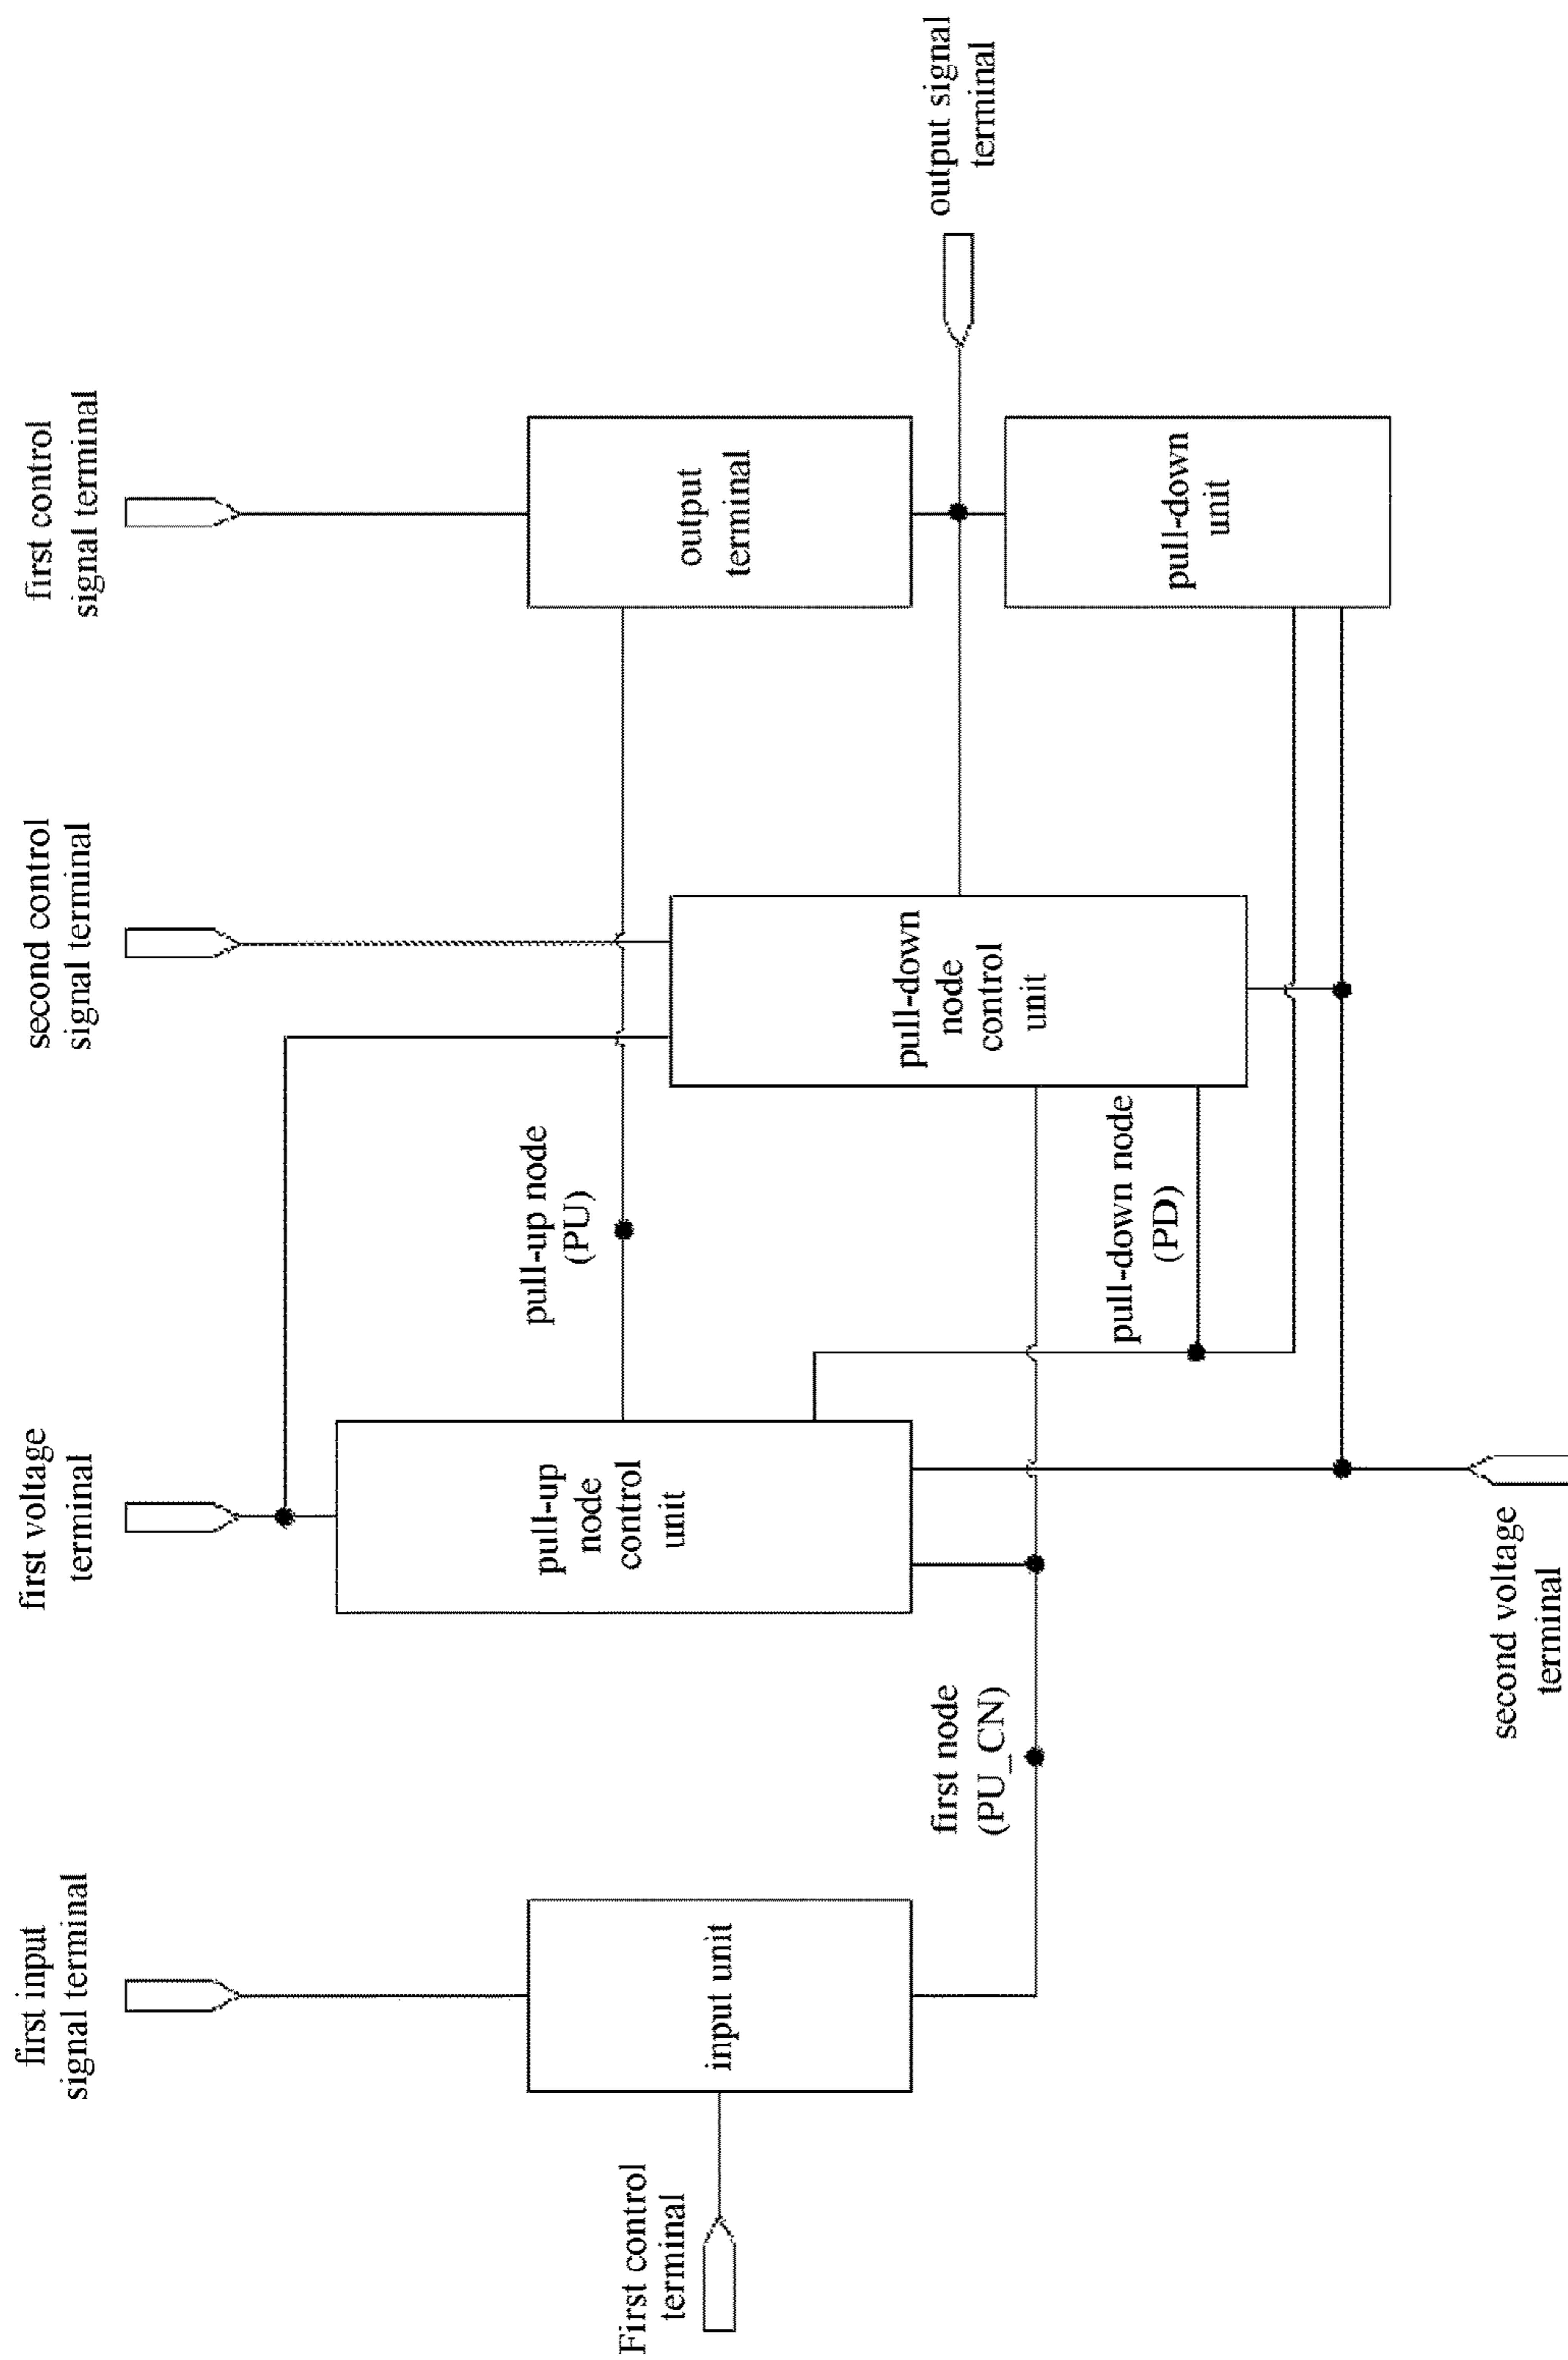 first input
signal terminal
first voltage
terminal
second control
signal terminal
first control
signal terminal
First control
terminal
input unit
first node
(PU_CN)
pull-up
node
control
unit
pull-up node
(PU)
pull-down node
(PD)
pull-down
node
control
unit
output
terminal
pull-down
unit
output signal
terminal
second voltage
terminal